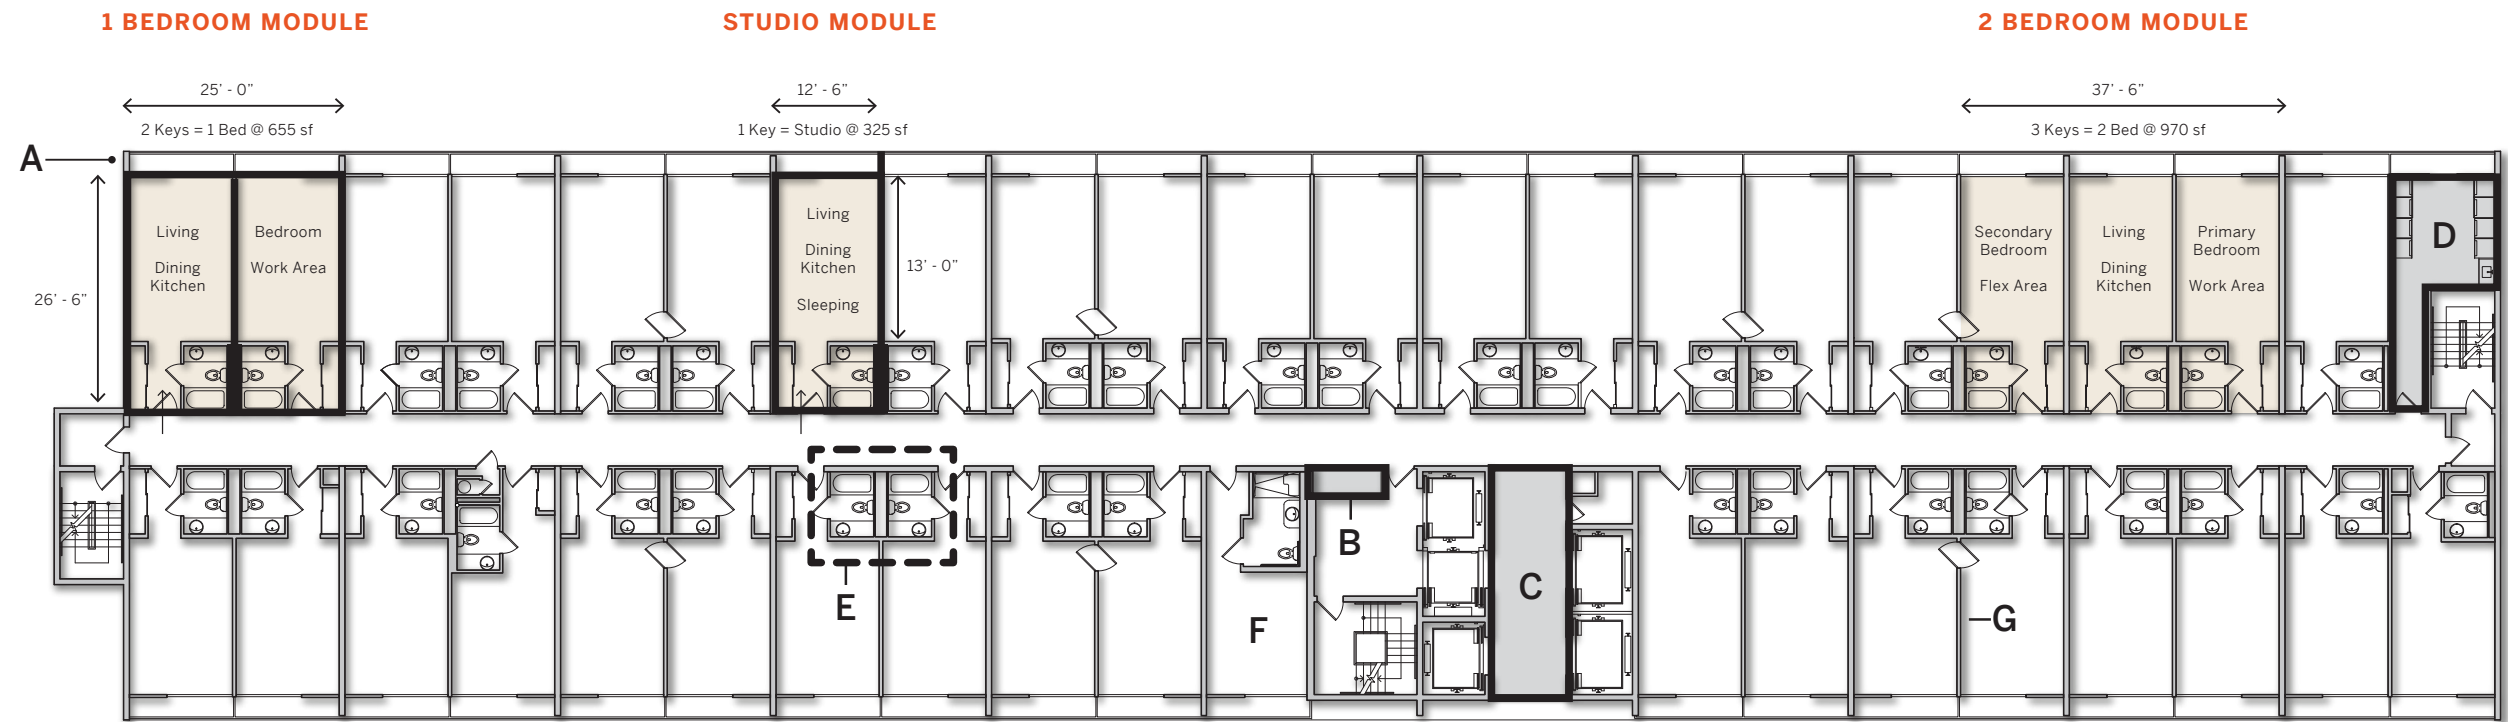 1 BEDROOM MODULE
STUDIO MODULE
2 BEDROOM MODULE
25’ - 0”
12’ - 6”
37’ - 6”
2 Keys = 1 Bed @ 655 sf
1 Key = Studio @ 325 sf
3 Keys = 2 Bed @ 970 sf
A
26’ - 6”
Living
Dining
Kitchen
Bedroom
Work Area
Living
Dining
Kitchen
Sleeping
13’ - 0”
Secondary
Bedroom
Flex Area
Living
Dining
Kitchen
Primary
Bedroom
Work Area
D
E
F
B
C
G